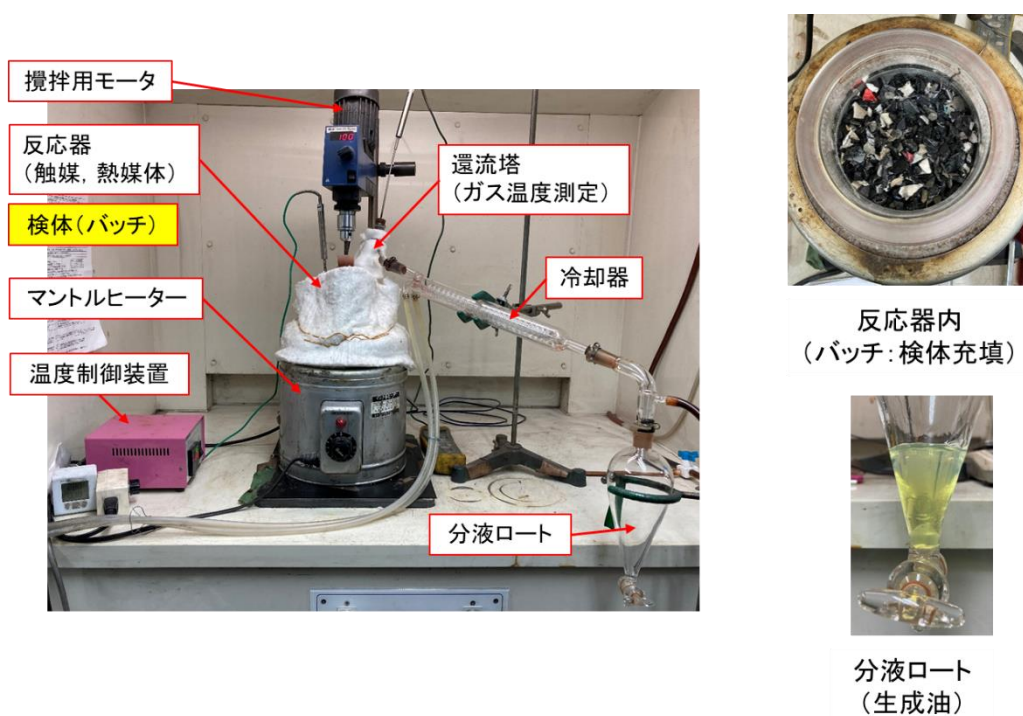 攪拌用モータ
反応器
(触媒, 熱媒体)
検体(バッチ)
マントルヒーター
温度制御装置
還流塔
(ガス温度測定)
冷却器
分液ロート
反応器内
(バッチ:検体充填)
分液ロート
(生成油)
100